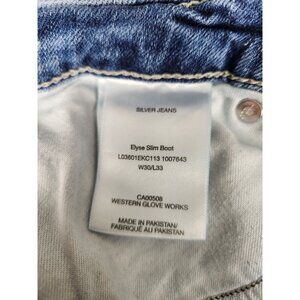 SILVER JEANS
Elyse Slim Boot
L03601EKC113 1007643
W30/L33
CA00508
WESTERN GLOVE WORKS
MADE IN PAKISTAN/
FABRIQUÉ AU PAKISTAN